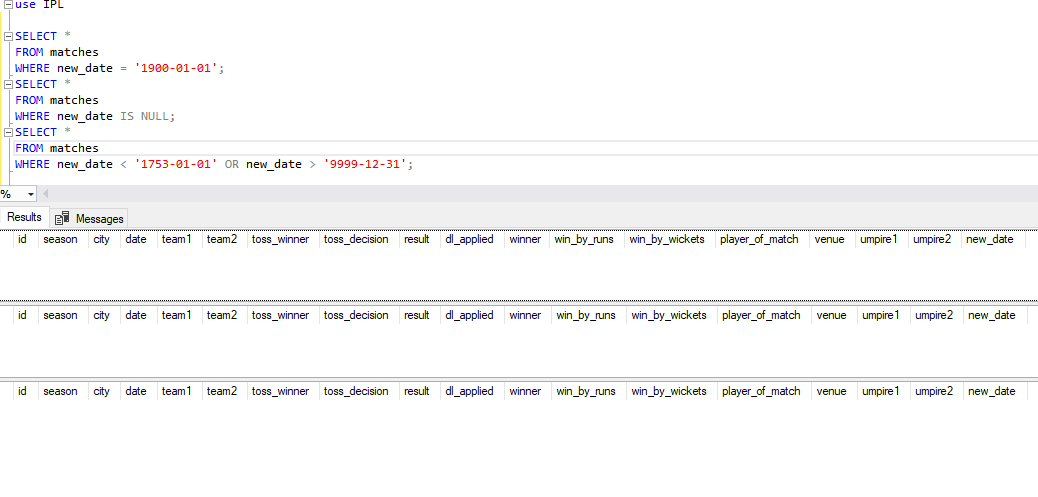 use IPL
SELECT *
FROM matches
WHERE new_date = '1900-01-01';
SELECT *
FROM matches
WHERE new_date IS NULL;
SELECT *
FROM matches
WHERE new_date < '1753-01-01' OR new_date > '9999-12-31';
%
Results Messages
id season city date team1 team2 toss_winner toss_decision result dl_applied winner win_by_runs win_by_wickets player_of_match venue umpire1 umpire2 new_date
id season city date team1 team2 toss_winner toss_decision result dl_applied winner win_by_runs win_by_wickets player_of_match venue umpire1 umpire2 new_date
id season city date team1 team2 toss_winner toss_decision result dl_applied winner win_by_runs win_by_wickets player_of_match venue umpire1 umpire2 new_date